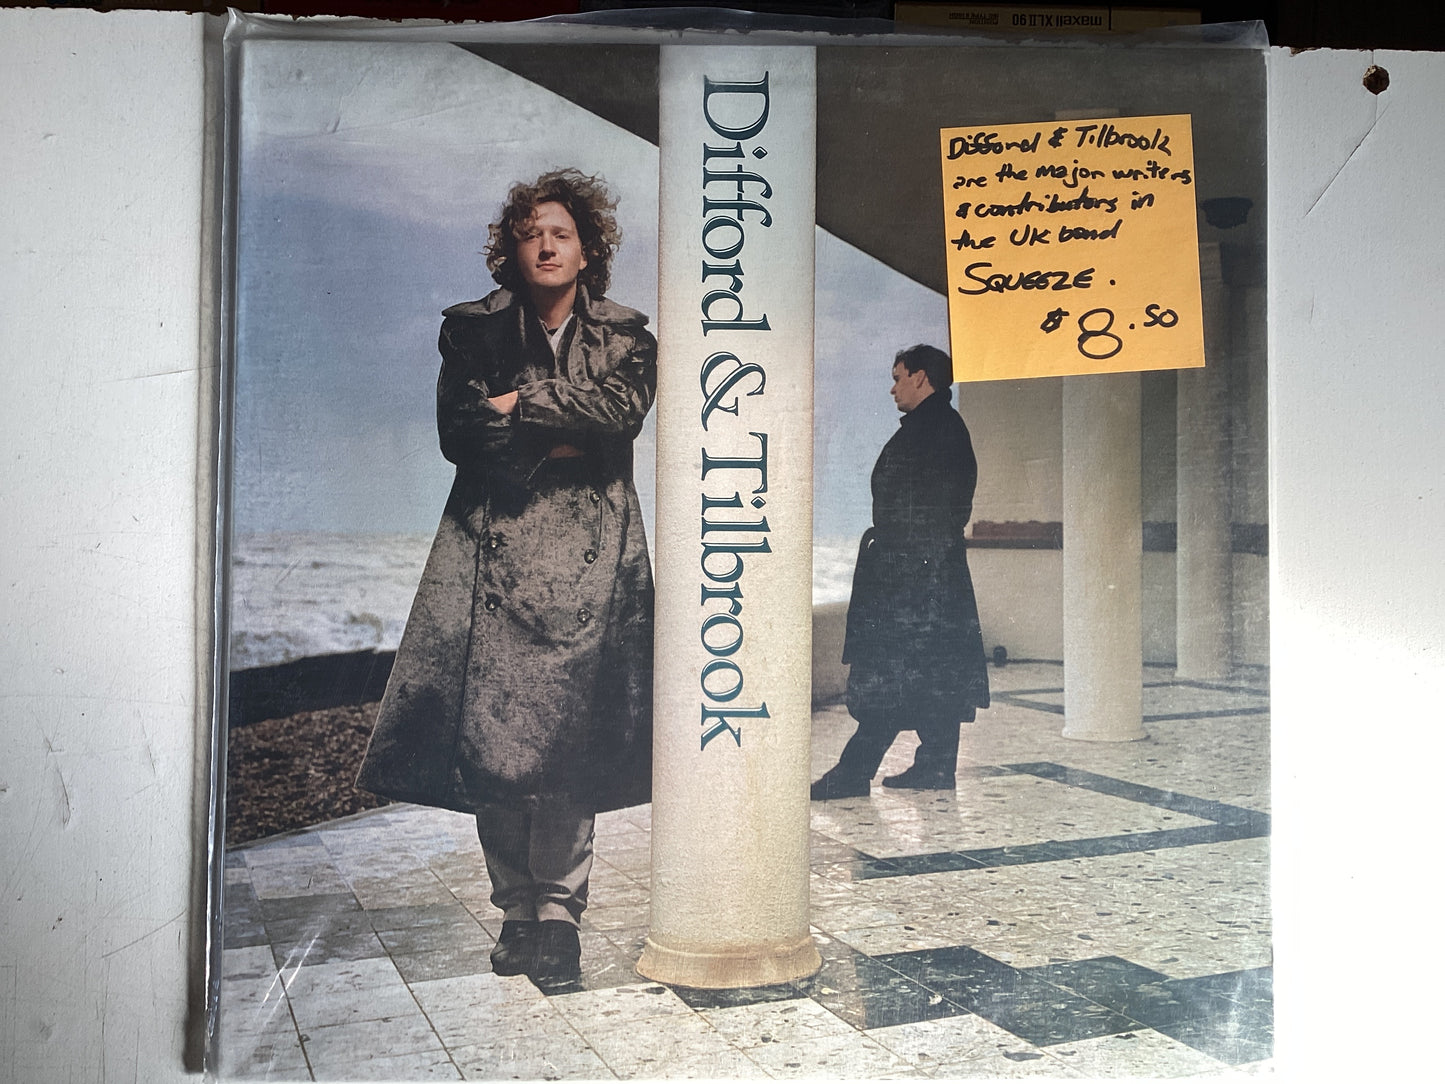 maxell XLII 90
Difford & Tilbrook
Difford & Tilbrook
are the major writers
& contributors in
the UK band
SQUEEZE.
$8.50